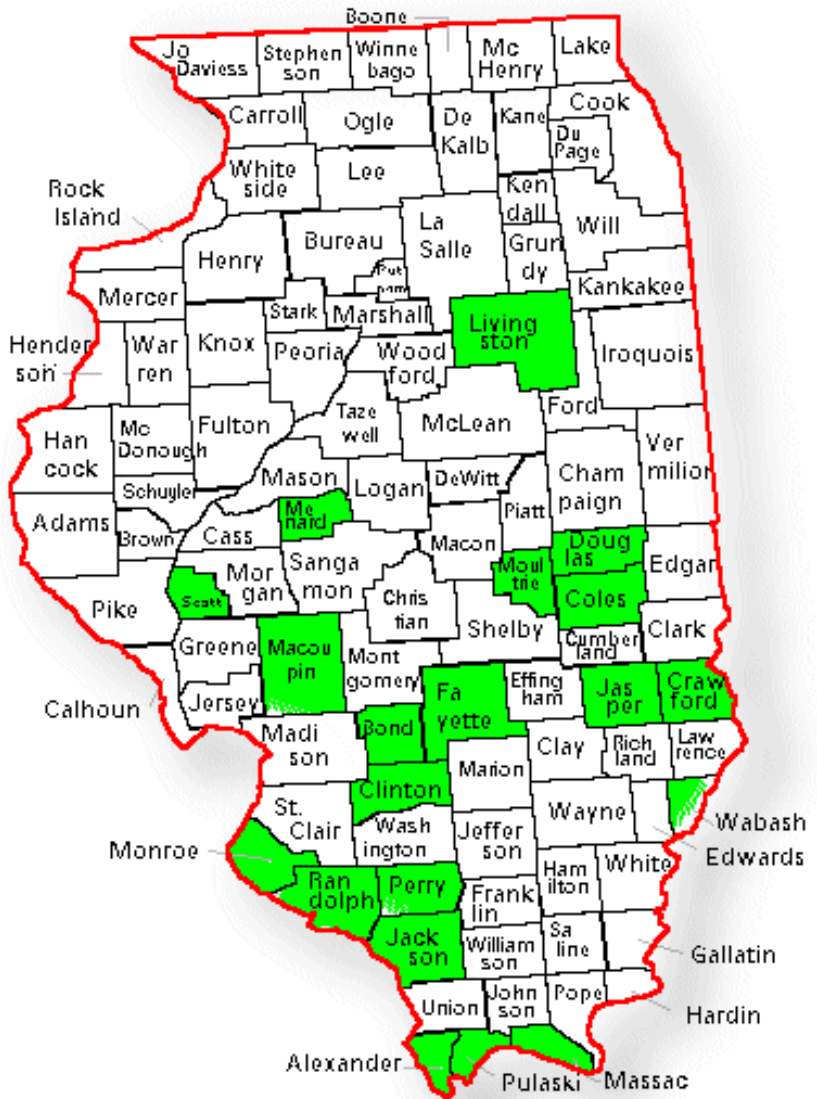 Boone
Jo
Daviess
Stephen
son
Winne
bago
Mc
Henry
Lake
Carroll
Ogle
De
Kalb
Kane
Cook
Du
Page
White
side
Lee
Rock
Island
Ken
dall
Will
La
Salle
Bureau
Henry
Grun
dy
Put
nam
Mercer
Kankakee
Stark
Marshall
Living
ston
Hender
son
War
ren
Knox
Peoria
Wood
ford
Iroquois
Ford
Han
cock
Mc
Donough
Fulton
Taze
well
McLean
Ver
milion
Schuyler
Mason
Logan
DeWitt
Cham
paign
Adams
Brown
Cass
Me
nard
Piatt
Macon
Doug
las
Edgar
Sanga
mon
Moul
trie
Pike
Scott
Mor
gan
Chris
tian
Coles
Shelby
Cumber
land
Clark
Greene
Macou
pin
Mont
gomery
Calhoun
Jersey
Fa
yette
Effing
ham
Jas
per
Craw
ford
Madi
son
Bond
Clay
Rich
land
Law
rence
Marion
Clinton
St.
Clair
Wayne
Wabash
Wash
ington
Jeffer
son
Edwards
Monroe
Ran
dolph
Perry
Ham
ilton
White
Frank
lin
Jack
son
William
son
Sa
line
Gallatin
Union
John
son
Pope
Hardin
Alexander
Pulaski
Massac